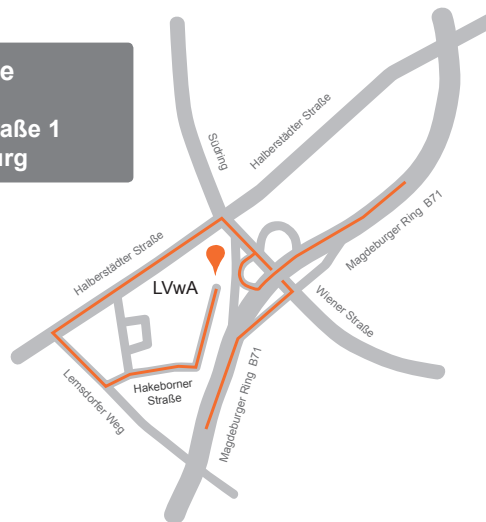 e
aße 1
urg
Südring
Halberstädter Straße
Magdeburger Ring B71
Halberstädter Straße
LVwA
Wiener Straße
Hakeborner
Straße
Lemsdorfer Weg
Magdeburger Ring B71